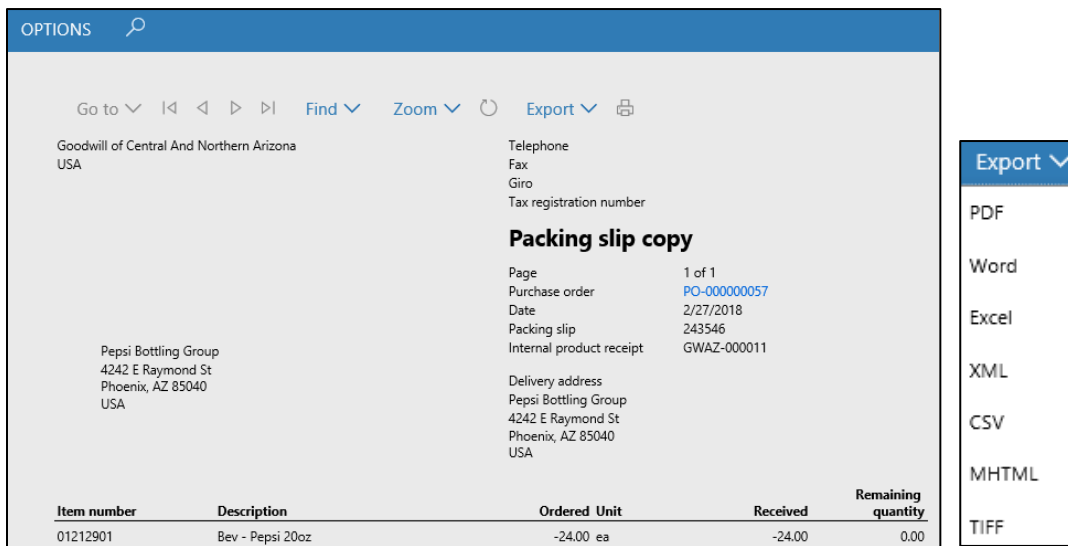 OPTIONS
Go to Find Zoom Export
Goodwill of Central And Northern Arizona
USA
Telephone
Fax
Giro
Tax registration number
Packing slip copy
Page 1 of 1
Purchase order PO-000000057
Date 2/27/2018
Packing slip 243546
Internal product receipt GWAZ-000011
Pepsi Bottling Group
4242 E Raymond St
Phoenix, AZ 85040
USA
Delivery address
Pepsi Bottling Group
4242 E Raymond St
Phoenix, AZ 85040
USA
Item number Description Ordered Unit Received Remaining quantity
01212901 Bev - Pepsi 20oz -24.00 ea -24.00 0.00
Export
PDF
Word
Excel
XML
CSV
MHTML
TIFF